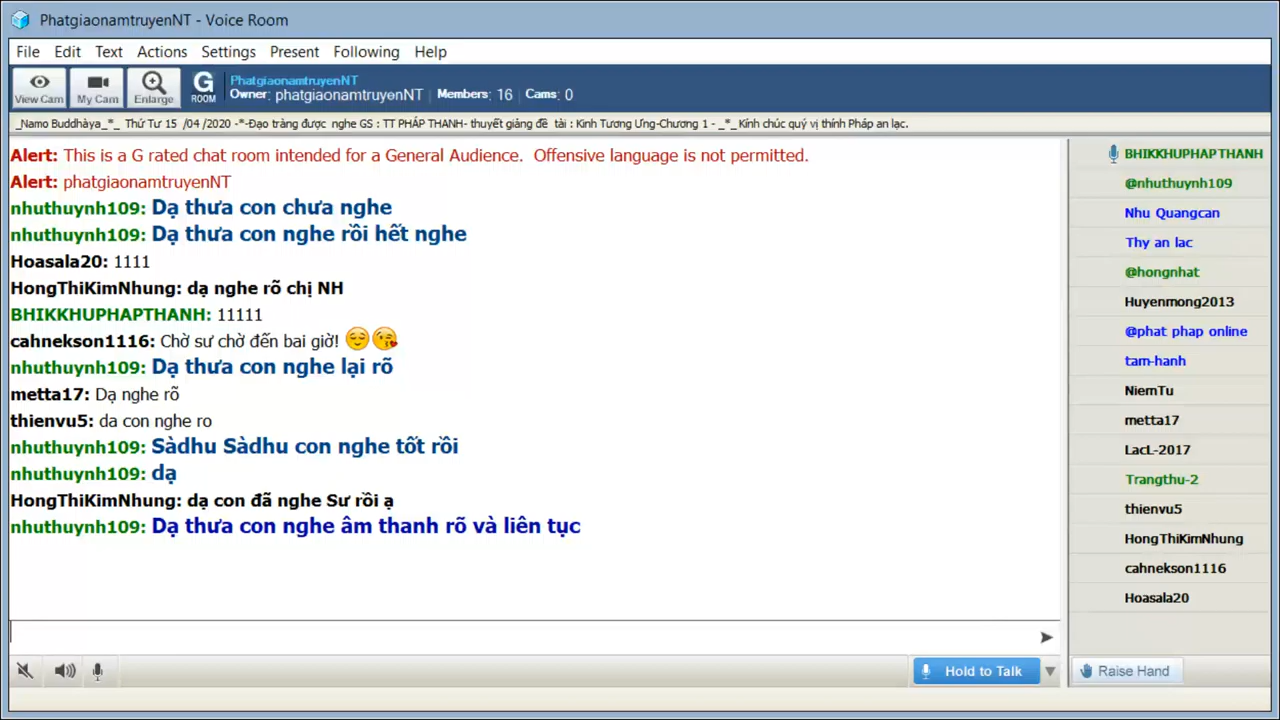 PhatgiaonamtruyenNT - Voice Room
File Edit Text Actions Settings Present Following Help
View Cam My Cam Enlarge G ROOM
PhatgiaonamtruyenNT
Owner: phatgiaonamtruyenNT Members: 16 Cams: 0
_Namo Buddhàya_*_ Thứ Tư 15 /04 /2020 -*-Đạo tràng được nghe GS : TT PHÁP THANH- thuyết giảng đề tài : Kinh Tương Ưng-Chương 1 - _*_ Kính chúc quý vị thính Pháp an lạc.
Alert: This is a G rated chat room intended for a General Audience. Offensive language is not permitted.
Alert: phatgiaonamtruyenNT
nhuthuynh109: Dạ thưa con chưa nghe
nhuthuynh109: Dạ thưa con nghe rồi hết nghe
Hoasala20: 1111
HongThiKimNhung: dạ nghe rõ chị NH
BHIKKHUPHAPTHANH: 11111
cahnekson1116: Chờ sư chờ đến bai giờ!
nhuthuynh109: Dạ thưa con nghe lại rõ
metta17: Dạ nghe rõ
thienvu5: da con nghe ro
nhuthuynh109: Sàdhu Sàdhu con nghe tốt rồi
nhuthuynh109: dạ
HongThiKimNhung: dạ con đã nghe Sư rồi ạ
nhuthuynh109: Dạ thưa con nghe âm thanh rõ và liên tục
BHIKKHUPHAPTHANH
@nhuthuynh109
Nhu Quangcan
Thy an lac
@hongnhat
Huyenmong2013
@phat phap online
tam-hanh
NiemTu
metta17
LacL-2017
Trangthu-2
thienvu5
HongThiKimNhung
cahnekson1116
Hoasala20
Hold to Talk
Raise Hand